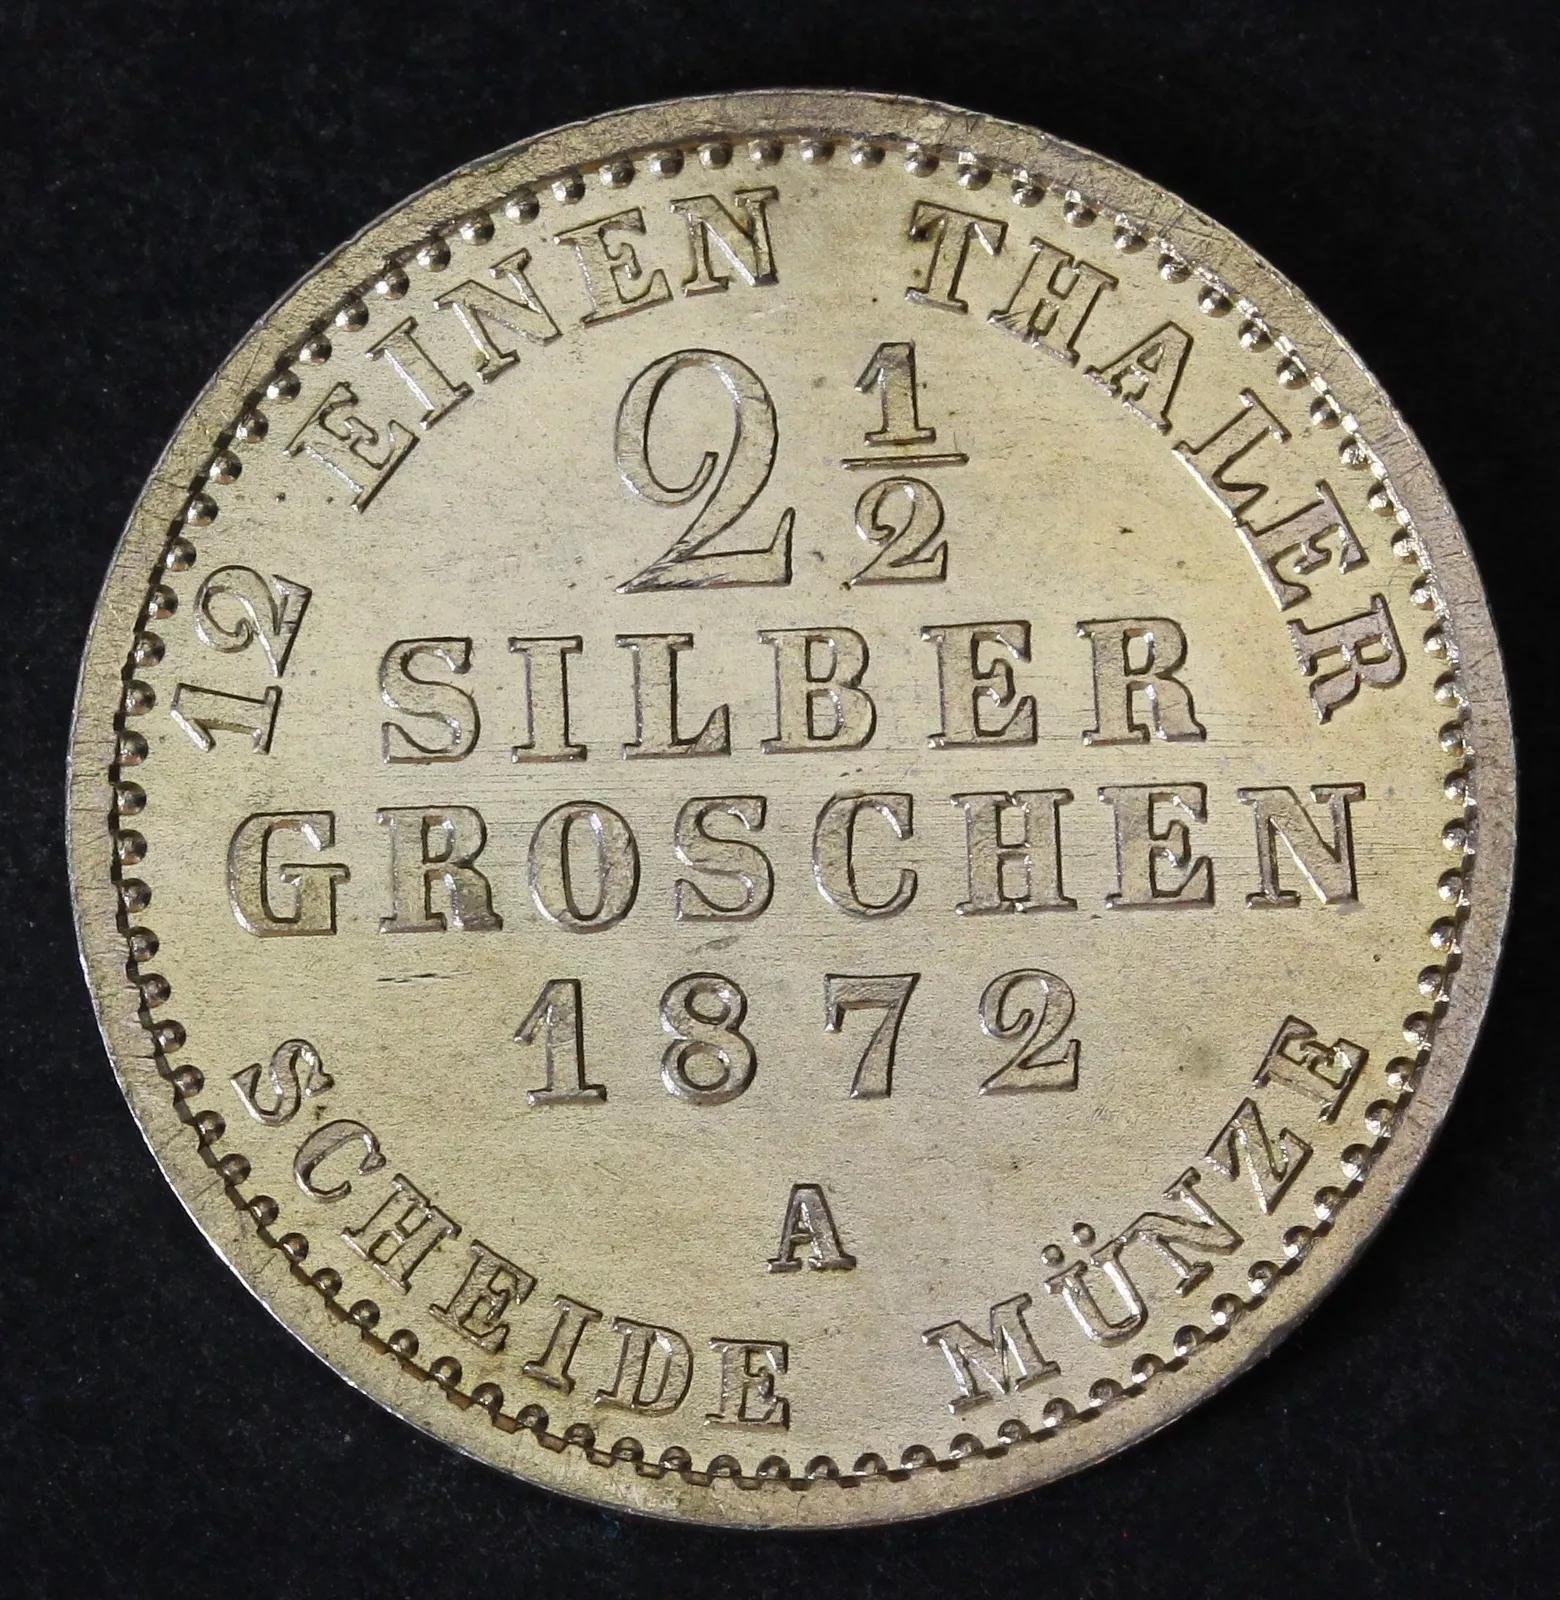 12 EINEN THALER
2 1/2
SILBER
GROSCHEN
1872
A
SCHEIDE MÜNZE